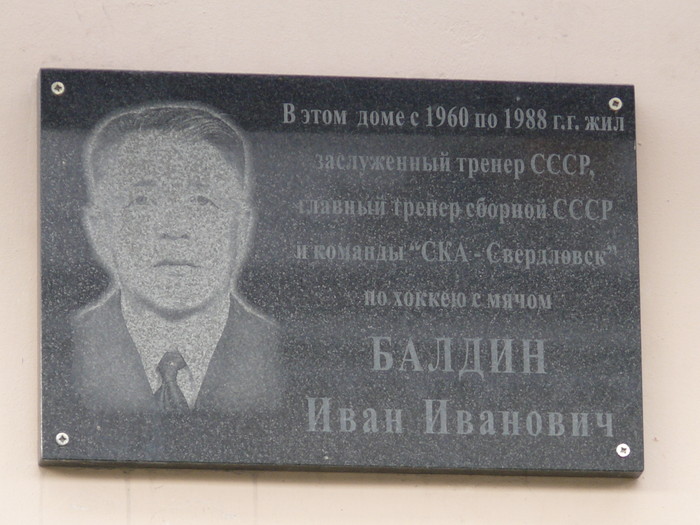 В этом доме с 1960 по 1988 г.г. жил
заслуженный тренер СССР,
главный тренер сборной СССР
и команды “СКА - Свердловск”
по хоккею с мячом
БАЛДИН
Иван Иванович